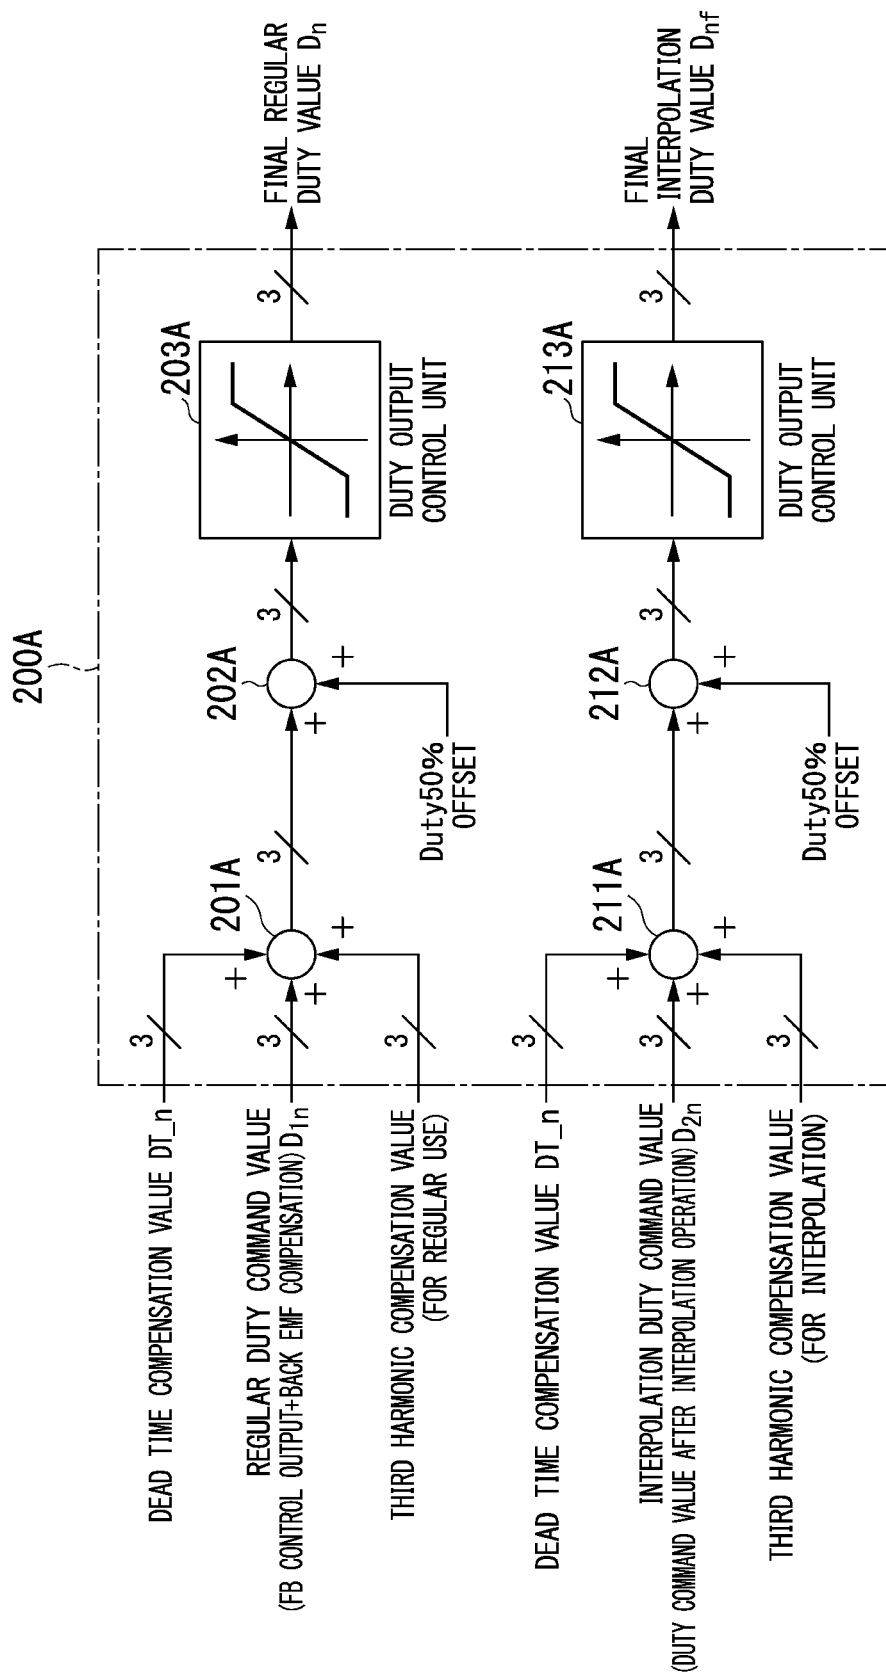 200A
DEAD TIME COMPENSATION VALUE DT_n
3
+
REGULAR DUTY COMMAND VALUE
(FB CONTROL OUTPUT+BACK EMF COMPENSATION) D1n
3
+
201A
3
+
202A
3
203A
3
FINAL REGULAR
DUTY VALUE Dn
THIRD HARMONIC COMPENSATION VALUE
(FOR REGULAR USE)
3
+
Duty50%
OFFSET
+
DUTY OUTPUT
CONTROL UNIT
DEAD TIME COMPENSATION VALUE DT_n
3
+
INTERPOLATION DUTY COMMAND VALUE
(DUTY COMMAND VALUE AFTER INTERPOLATION OPERATION) D2n
3
+
211A
3
+
212A
3
213A
3
FINAL
INTERPOLATION
DUTY VALUE Dnf
THIRD HARMONIC COMPENSATION VALUE
(FOR INTERPOLATION)
3
+
Duty50%
OFFSET
+
DUTY OUTPUT
CONTROL UNIT